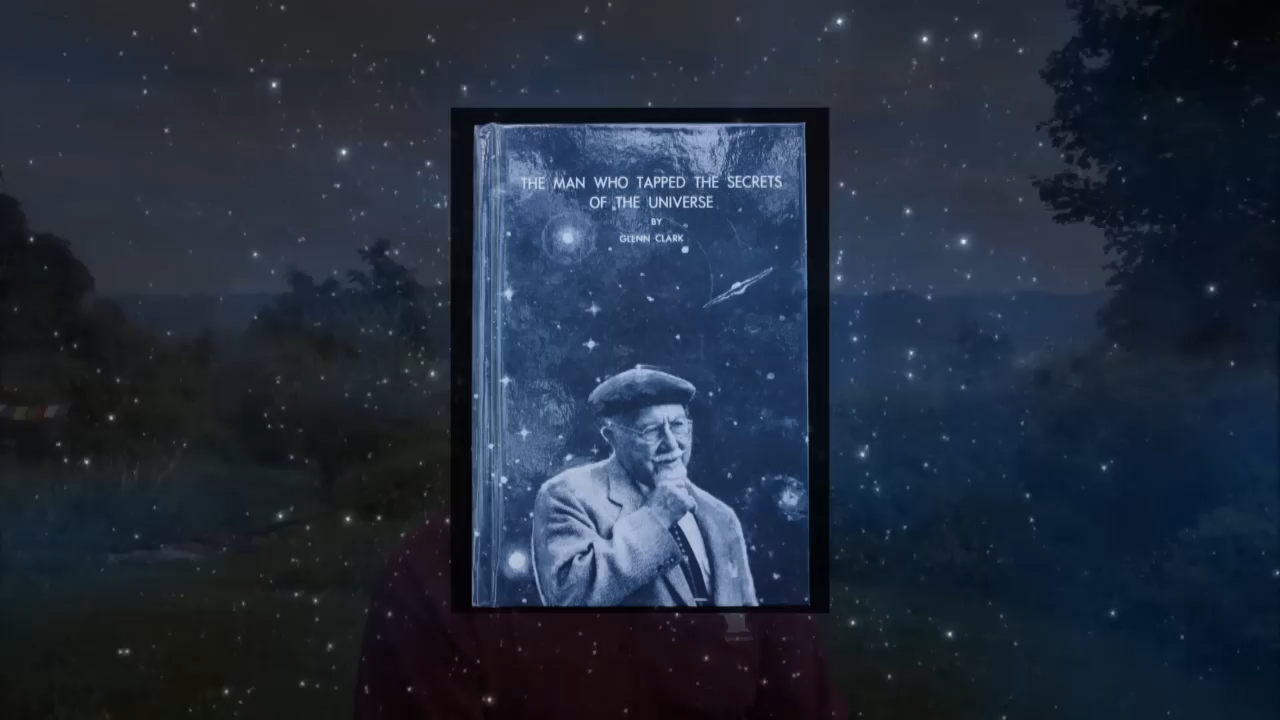 THE MAN WHO TAPPED THE SECRETS
OF THE UNIVERSE
BY
GLENN CLARK